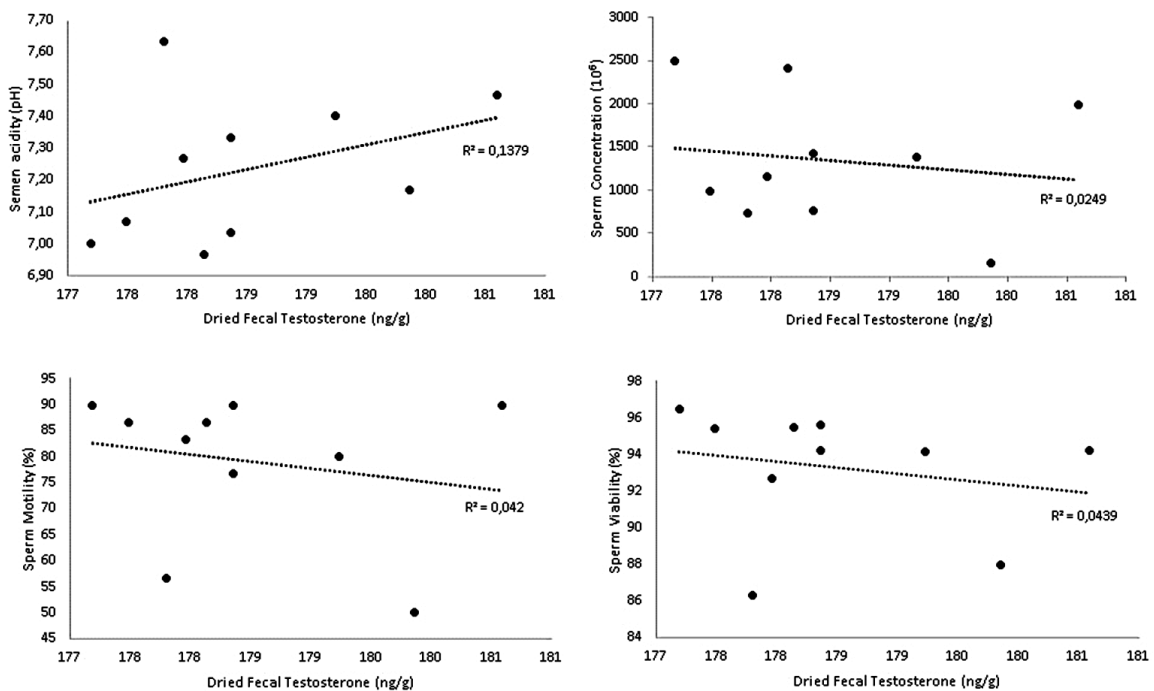 7,70
7,60
7,50
7,40
7,30
7,20
7,10
7,00
6,90
Semen acidity (pH)
R² = 0,1379
177 178 178 179 179 180 180 181 181
Dried Fecal Testosterone (ng/g)
3000
2500
2000
1500
1000
500
0
Sperm Concentration (10⁶)
R² = 0,0249
177 178 178 179 179 180 180 181 181
Dried Fecal Testosterone (ng/g)
95
90
85
80
75
70
65
60
55
50
45
Sperm Motility (%)
R² = 0,042
177 178 178 179 179 180 180 181 181
Dried Fecal Testosterone (ng/g)
98
96
94
92
90
88
86
84
Sperm Viability (%)
R² = 0,0439
177 178 178 179 179 180 180 181 181
Dried Fecal Testosterone (ng/g)